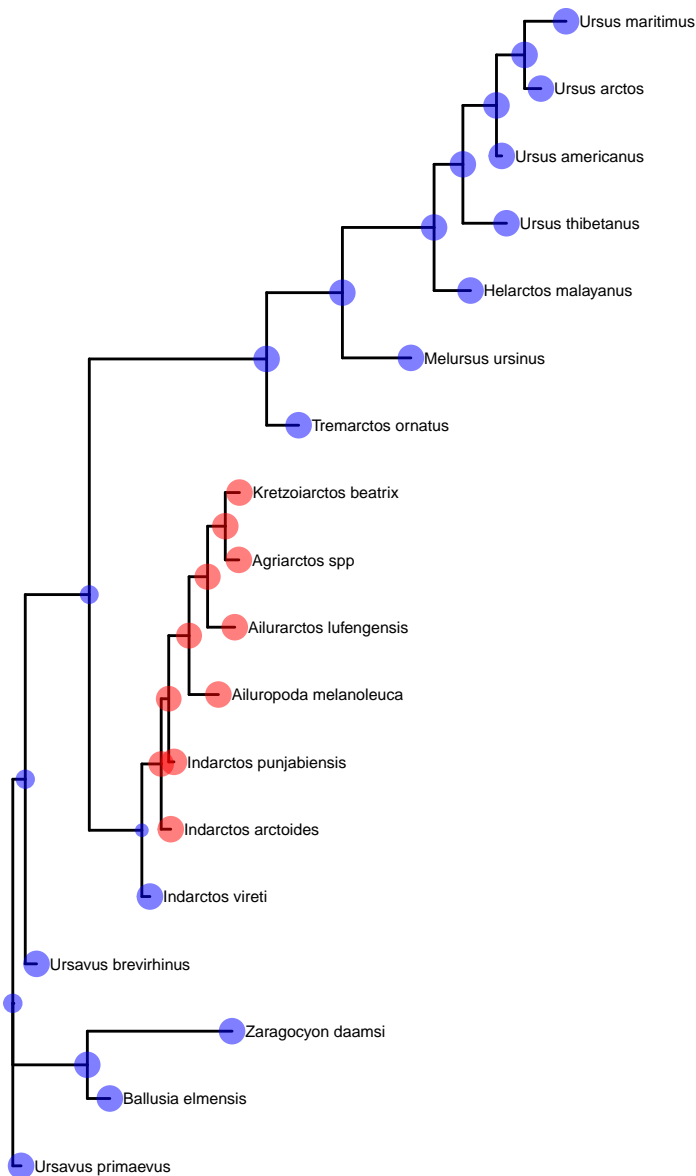 Ursus maritimus
Ursus arctos
Ursus americanus
Ursus thibetanus
Helarctos malayanus
Melursus ursinus
Tremarctos ornatus
Kretzoiarctos beatrix
Agriarctos spp
Ailurarctos lufengensis
Ailuropoda melanoleuca
Indarctos punjabiensis
Indarctos arctoides
Indarctos vireti
Ursavus brevirhinus
Zaragocyon daamsi
Ballusia elmensis
Ursavus primaevus